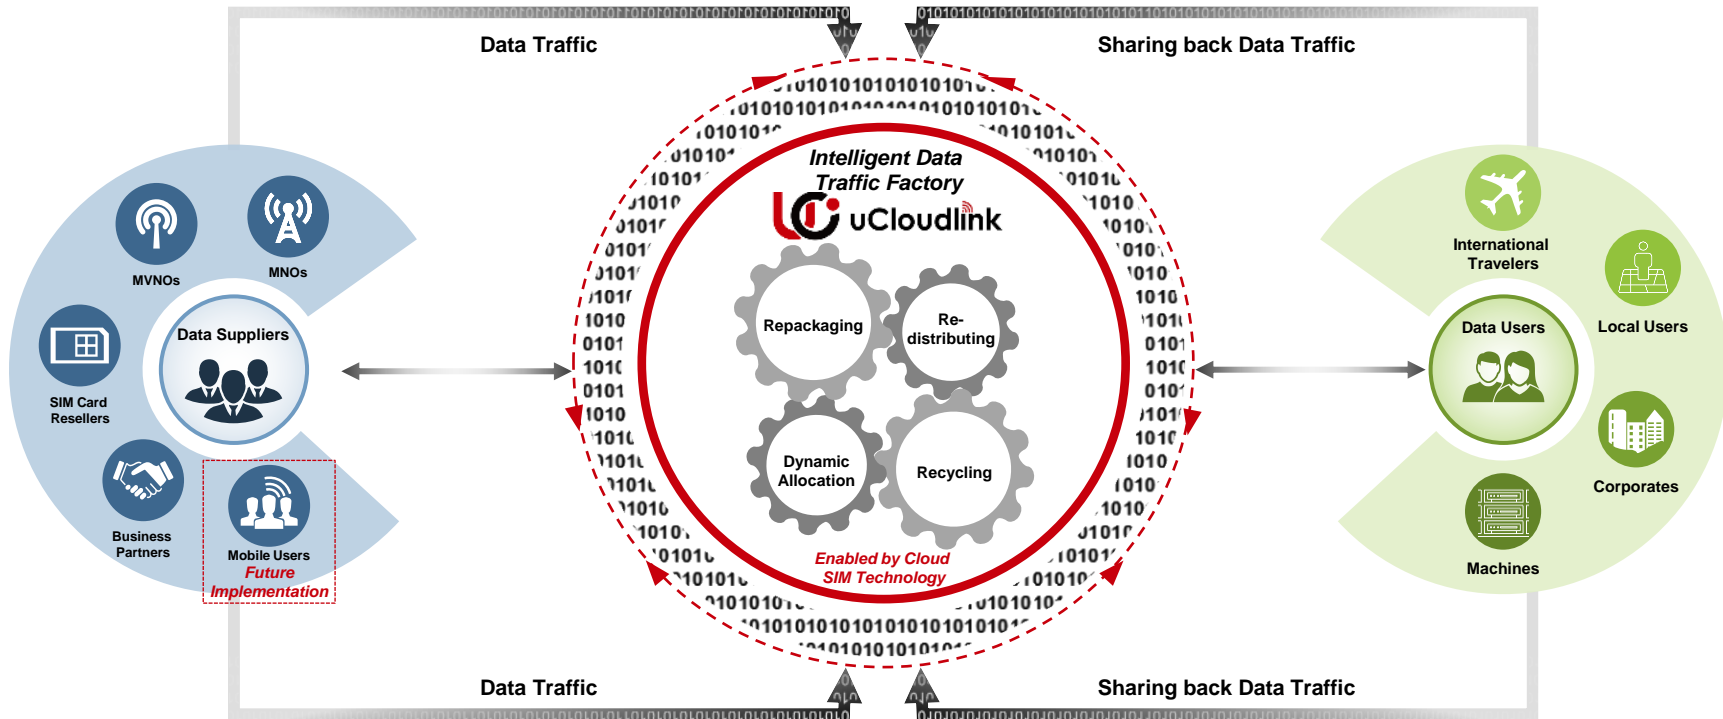 Data Traffic
Sharing back Data Traffic
Intelligent Data
Traffic Factory
uCloudlink
Repackaging
Re-
distributing
Dynamic
Allocation
Recycling
Enabled by Cloud
SIM Technology
MVNOs
MNOs
Data Suppliers
SIM Card
Resellers
Business
Partners
Mobile Users
Future
Implementation
International
Travelers
Local Users
Data Users
Corporates
Machines
Data Traffic
Sharing back Data Traffic